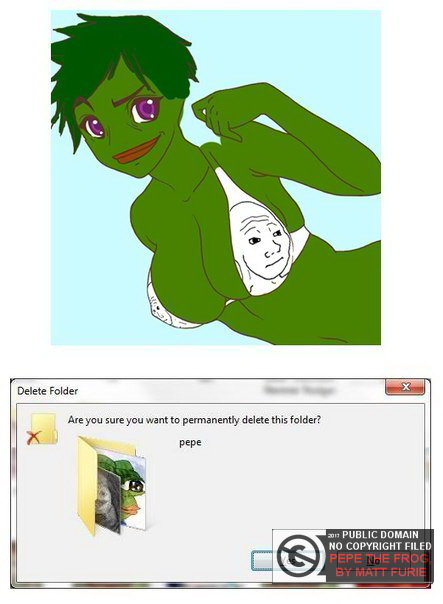 Delete Folder
Are you sure you want to permanently delete this folder?
pepe
2017 PUBLIC DOMAIN
NO COPYRIGHT FILED
PEPE THE FROG,
BY MATT FURIE